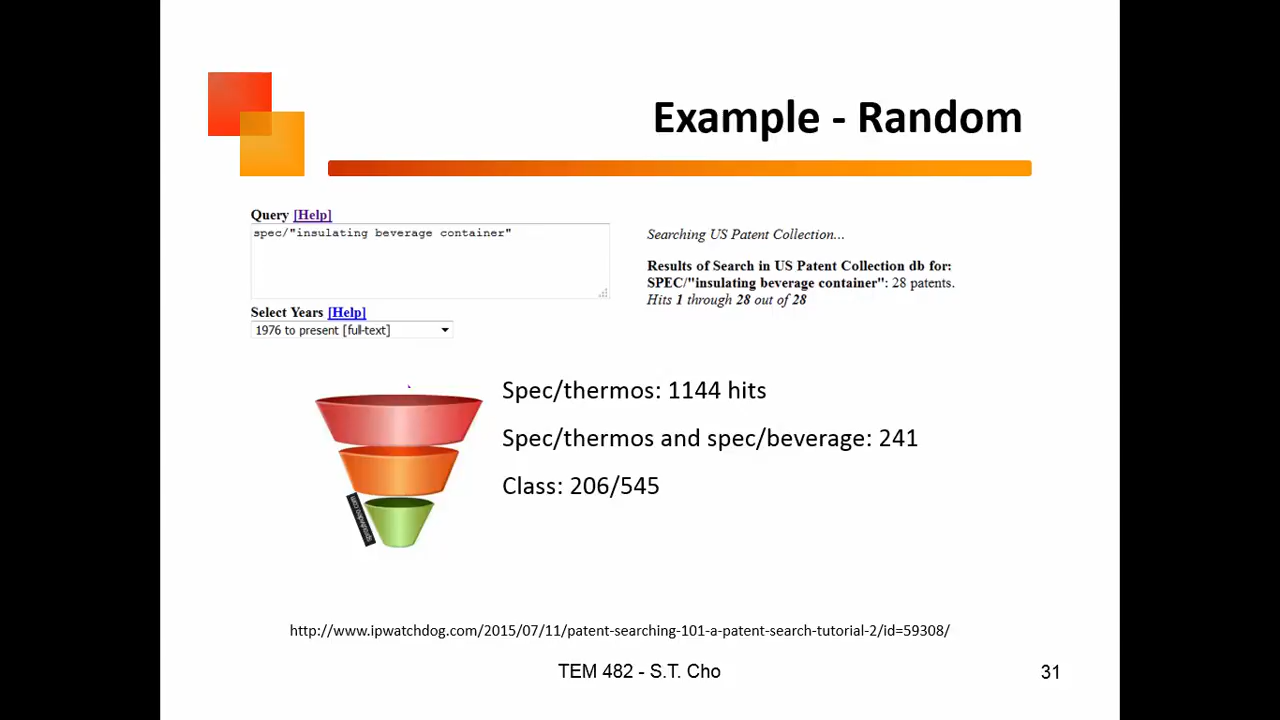 Example - Random
Query [Help]
spec/"insulating beverage container"
Select Years [Help]
1976 to present [full-text]
Searching US Patent Collection...
Results of Search in US Patent Collection db for:
SPEC/"insulating beverage container": 28 patents.
Hits 1 through 28 out of 28
Spec/thermos: 1144 hits
Spec/thermos and spec/beverage: 241
Class: 206/545
http://www.ipwatchdog.com/2015/07/11/patent-searching-101-a-patent-search-tutorial-2/id=59308/
TEM 482 - S.T. Cho
31